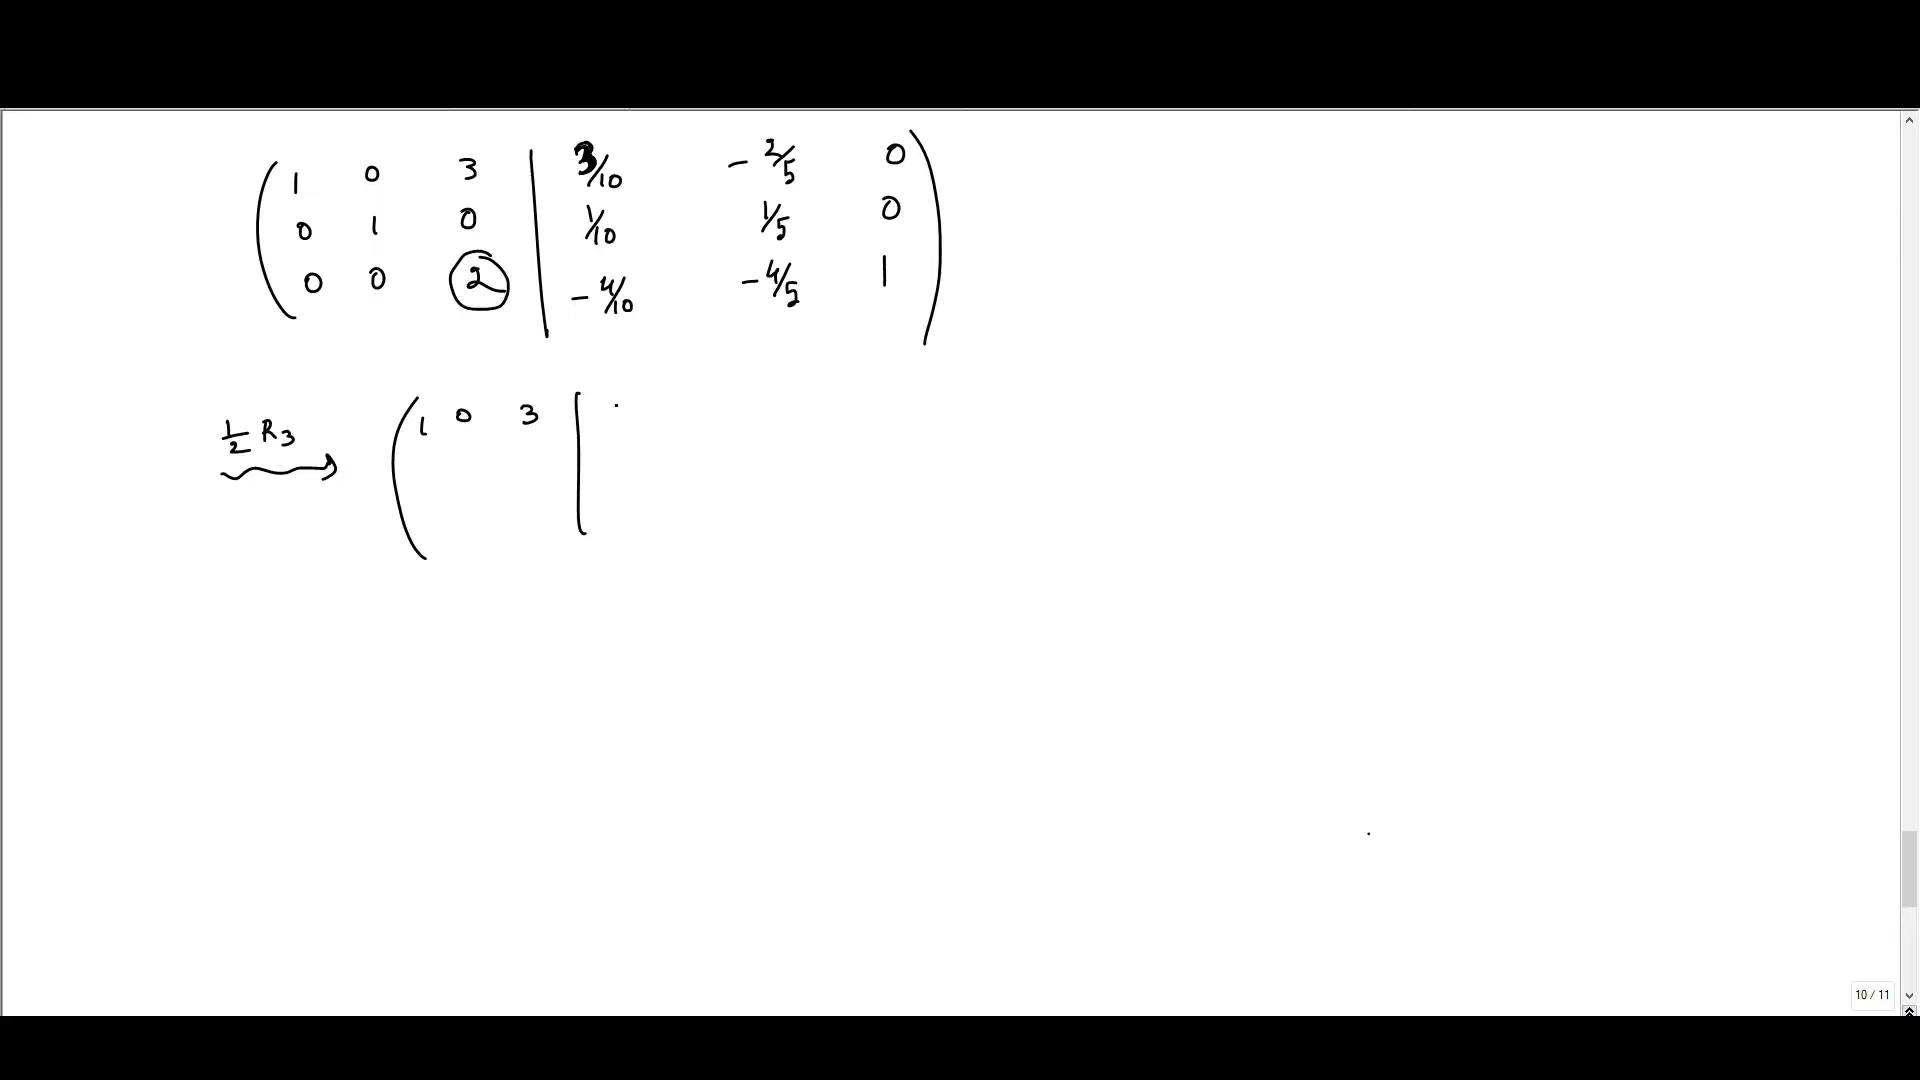 1 0 3 | 3/10 - 2/5 0
0 1 0 | 1/10 1/5 0
0 0 2 | - 4/10 - 4/5 1
1/2 R3 → ( 1 0 3 |
10 / 11